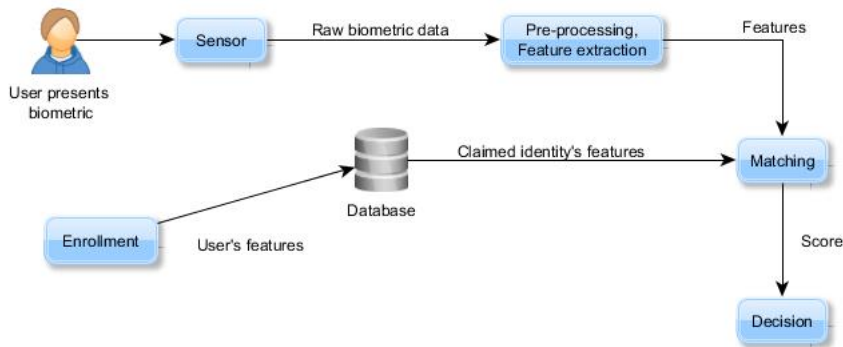 Sensor
Raw biometric data
Pre-processing,
Feature extraction
Features
User presents
biometric
Claimed identity's features
Matching
Database
Enrollment
User's features
Score
Decision